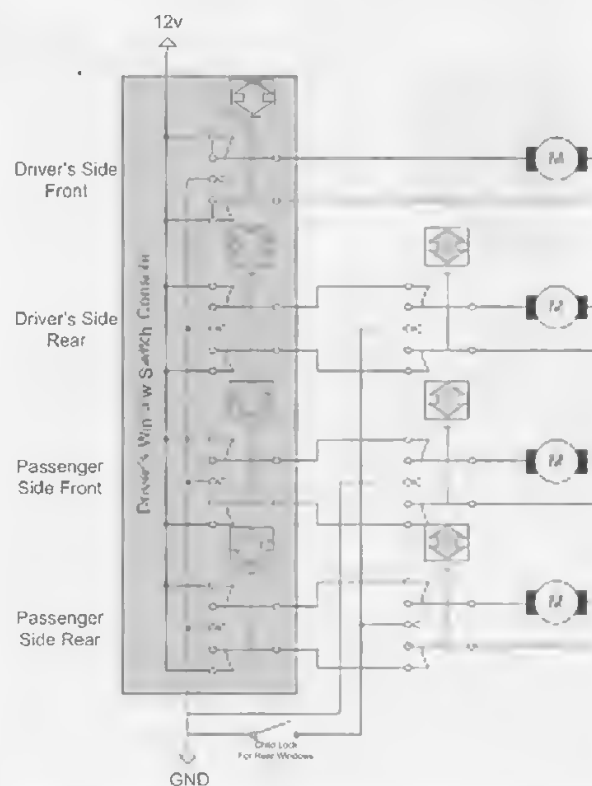 12v
Driver's Side
Front
Driver's Window Switch Console
Driver's Side
Rear
Passenger
Side Front
Passenger
Side Rear
M
M
M
M
Child Lock
For Rear Windows
GND